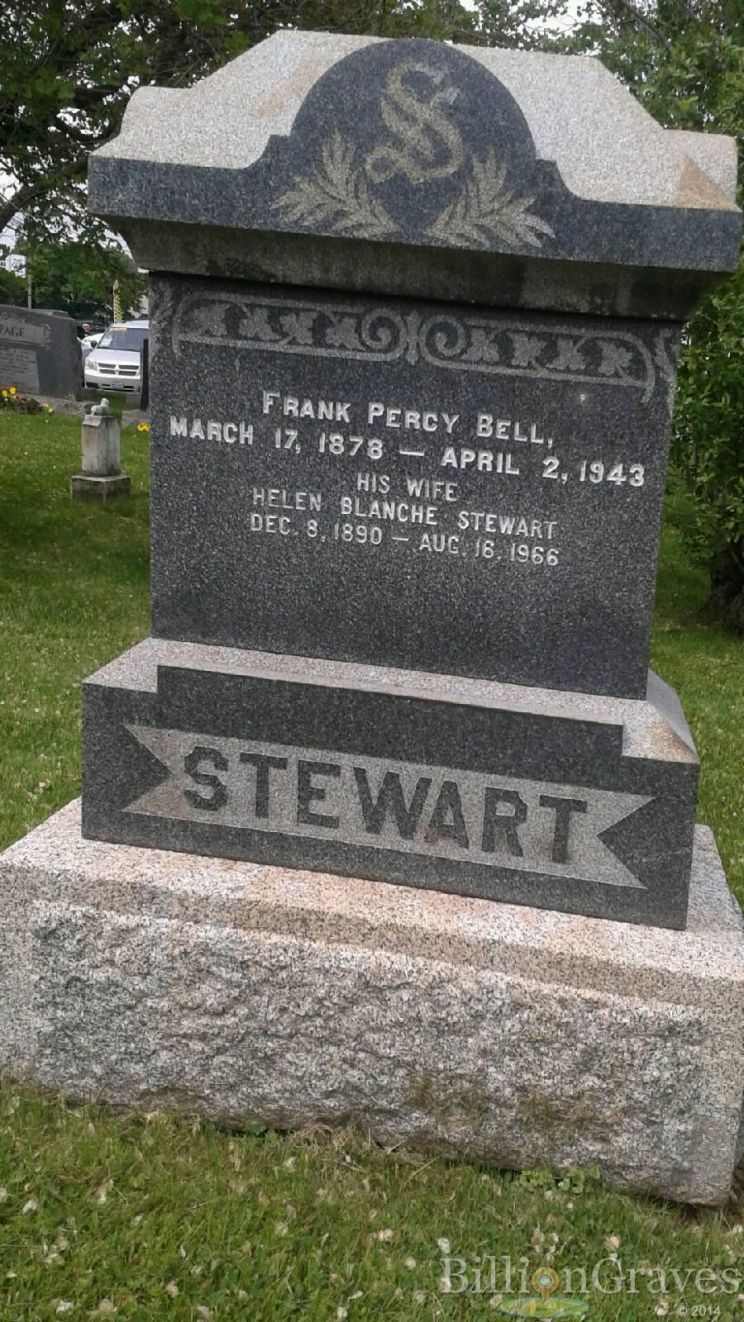 S
FRANK PERCY BELL,
MARCH 17, 1878 — APRIL 2, 1943
HIS WIFE
HELEN BLANCHE STEWART
DEC. 8, 1890 — AUG. 16, 1966
STEWART
PAGE
BillionGraves
© 2014